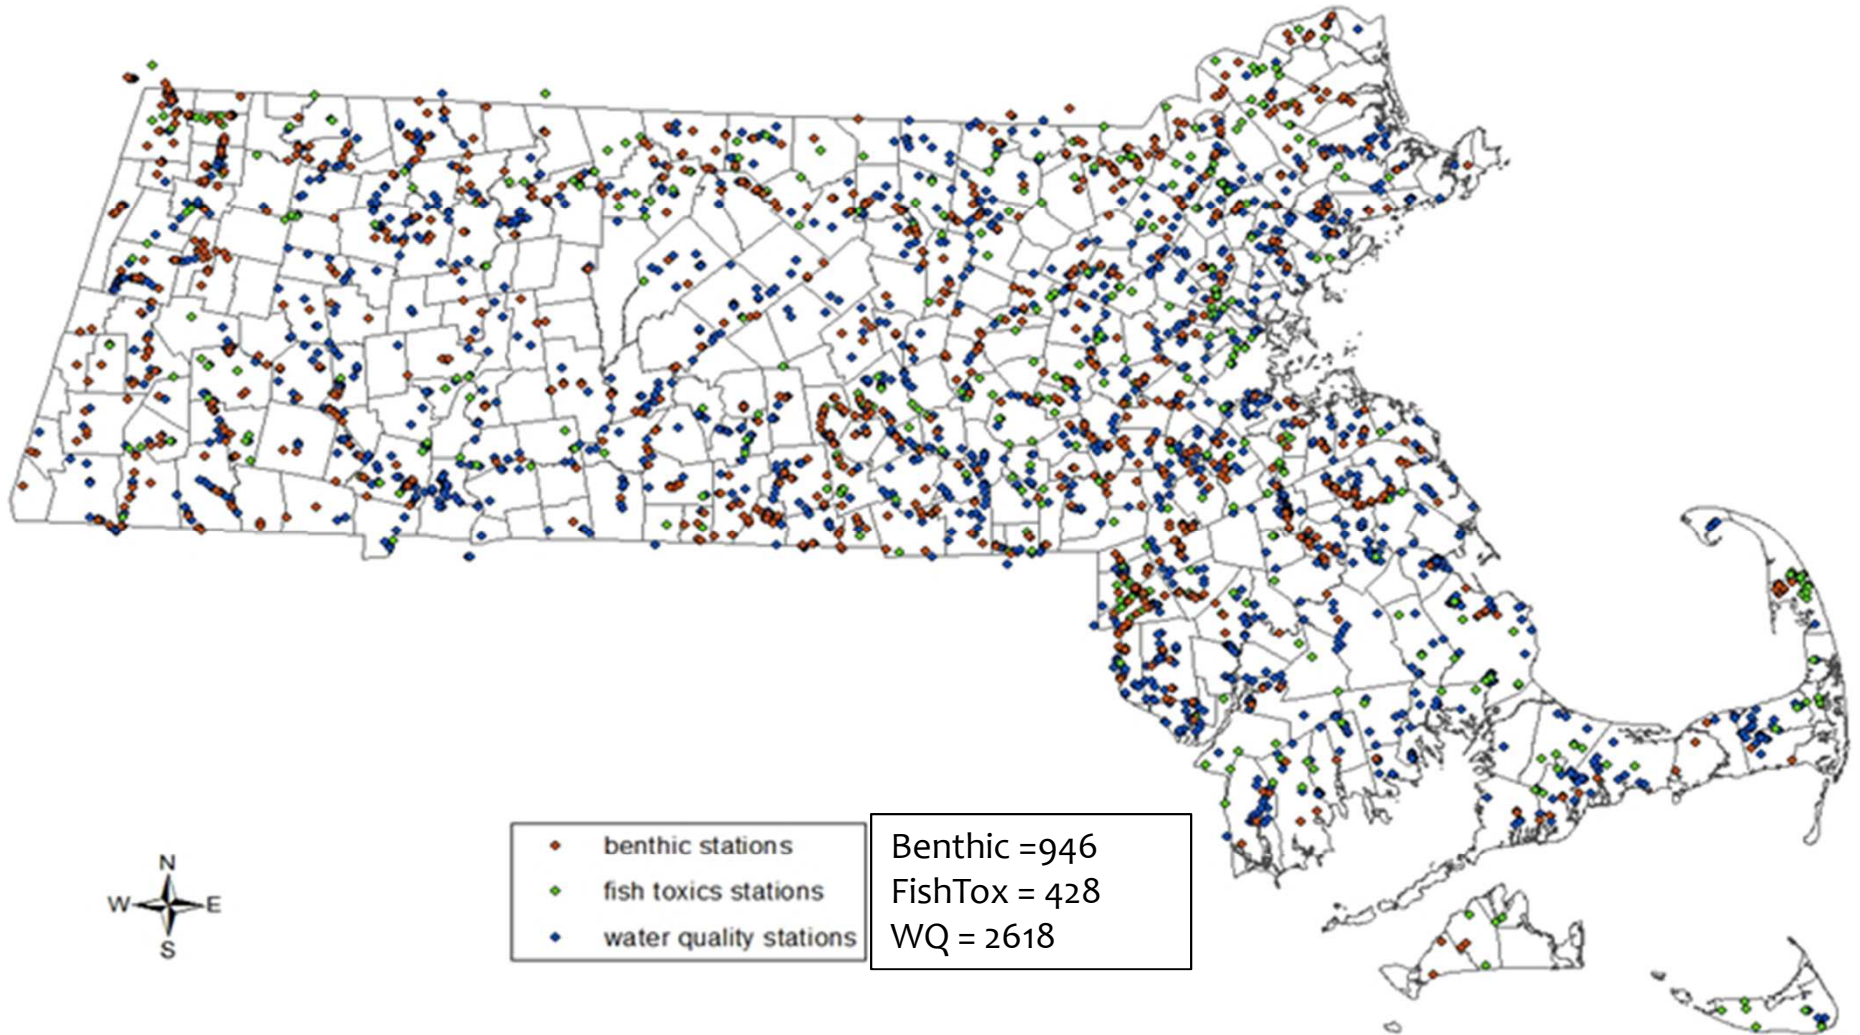 N
W E
S
benthic stations
fish toxics stations
water quality stations
Benthic =946
FishTox = 428
WQ = 2618